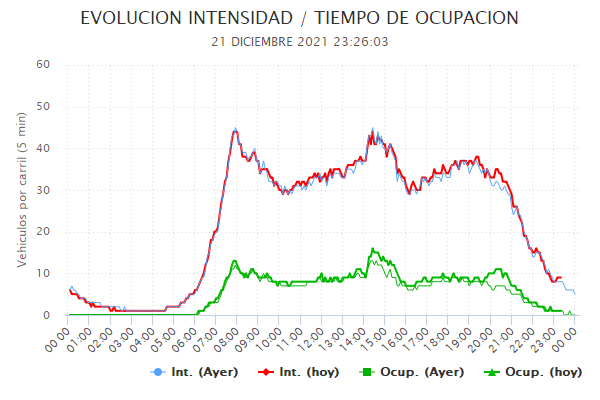 EVOLUCION INTENSIDAD / TIEMPO DE OCUPACION
21 DICIEMBRE 2021 23:26:03
Vehiculos por carril (5 min)
60
50
40
30
20
10
0
00:00 01:00 02:00 03:00 04:00 05:00 06:00 07:00 08:00 09:00 10:00 11:00 12:00 13:00 14:00 15:00 16:00 17:00 18:00 19:00 20:00 21:00 22:00 23:00 00:00
Int. (Ayer) Int. (hoy) Ocup. (Ayer) Ocup. (hoy)